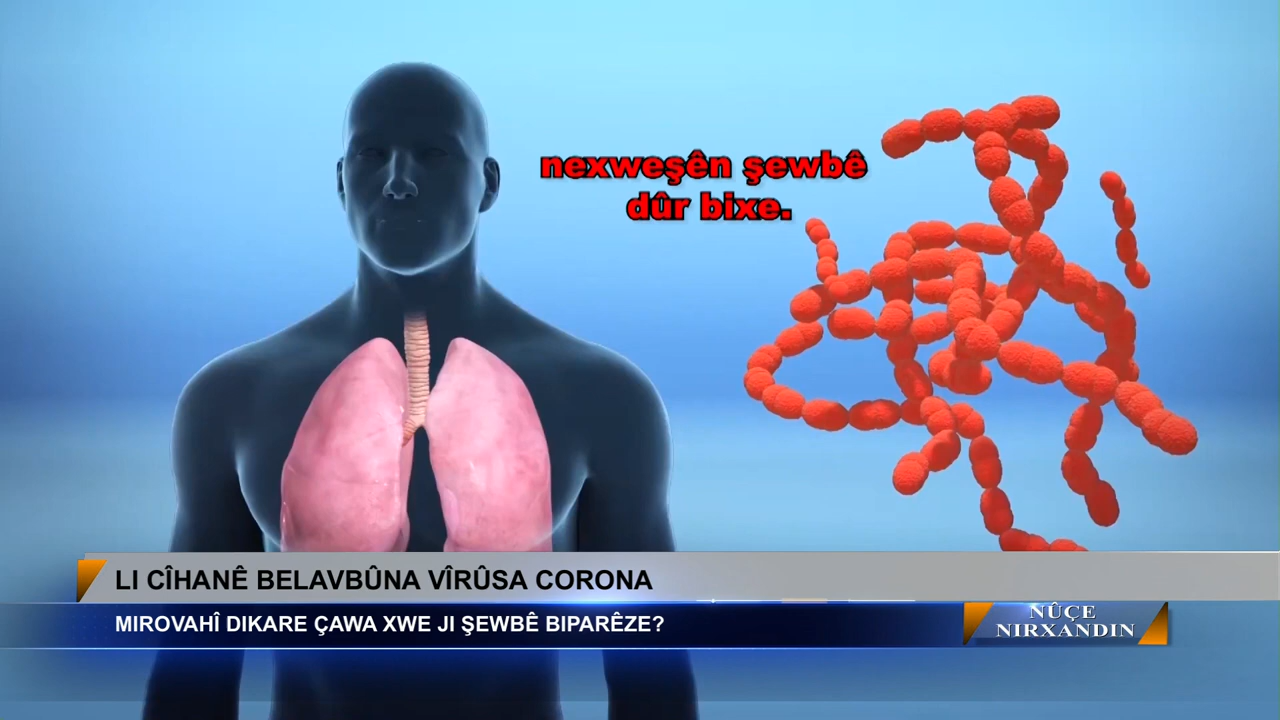 nexweşên şewbê
dûr bixe.
LI CÎHANÊ BELAVBÛNA VÎRÛSA CORONA
MIROVAHÎ DIKARE ÇAWA XWE JI ŞEWBÊ BIPARÊZE?
NÛÇE
NIRXANDIN